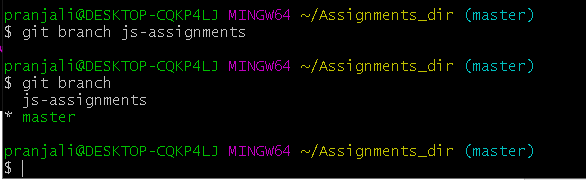 pranjali@DESKTOP-CQKP4LJ MINGW64 ~/Assignments_dir (master)
$ git branch js-assignments
pranjali@DESKTOP-CQKP4LJ MINGW64 ~/Assignments_dir (master)
$ git branch
  js-assignments
* master
pranjali@DESKTOP-CQKP4LJ MINGW64 ~/Assignments_dir (master)
$